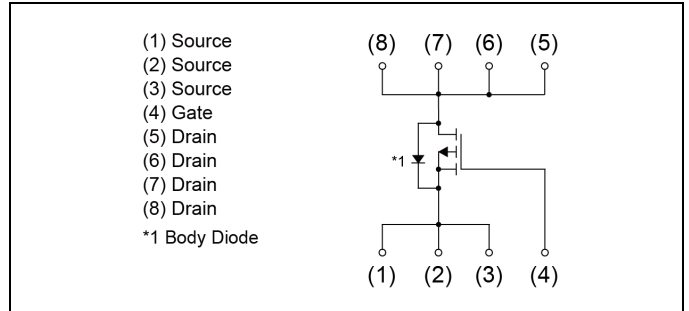 (1) Source
(2) Source
(3) Source
(4) Gate
(5) Drain
(6) Drain
(7) Drain
(8) Drain
*1 Body Diode
(8) (7) (6) (5)
*1
(1) (2) (3) (4)